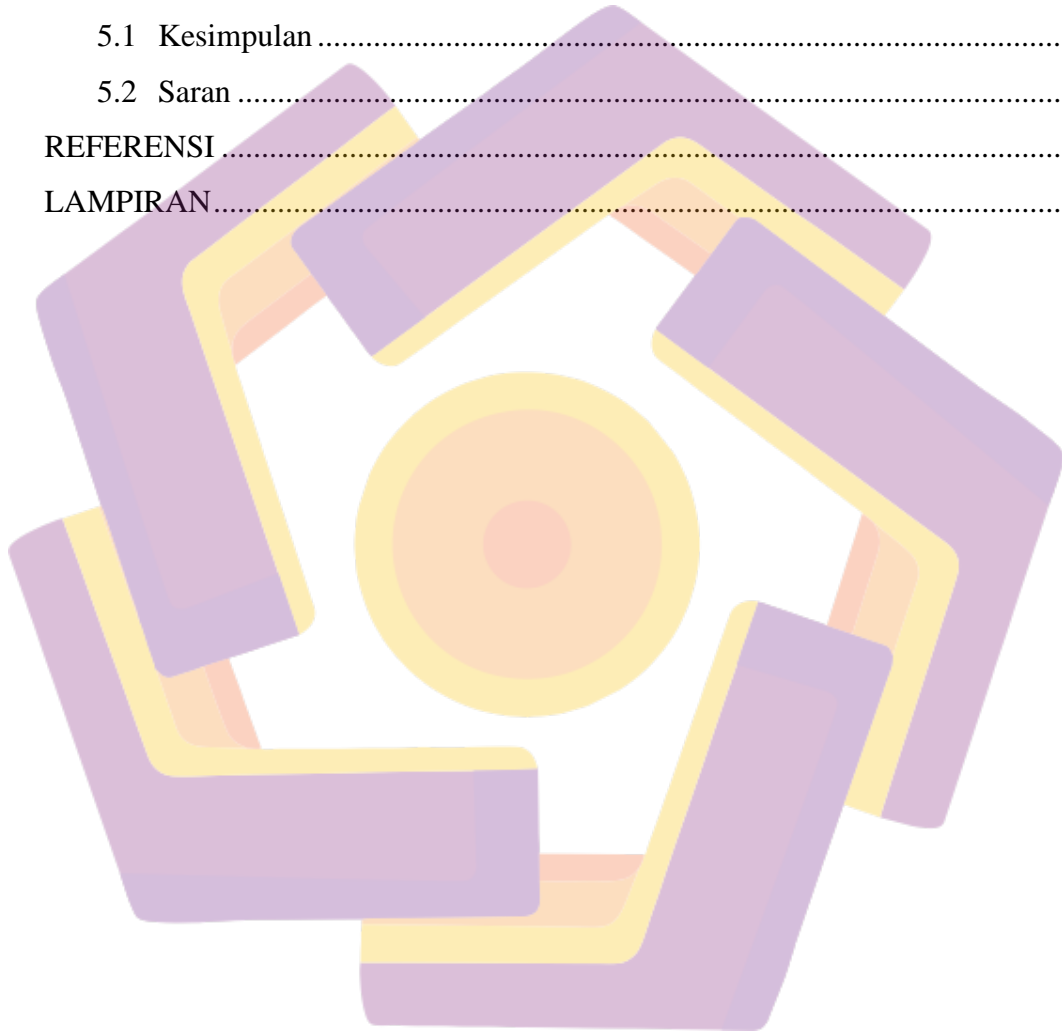 5.1 Kesimpulan ..........................................................................................
5.2 Saran ....................................................................................................
REFERENSI ......................................................................................................
LAMPIRAN.......................................................................................................